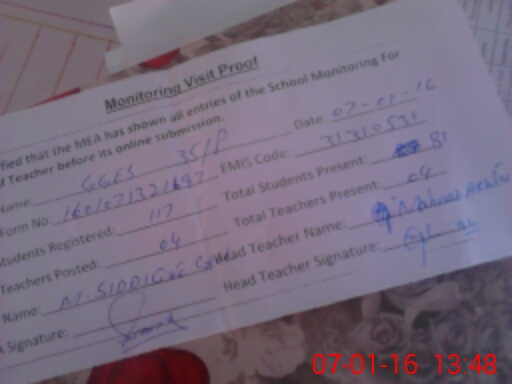 Monitoring Visit Proof
fied that the MEA has shown all entries of the School Monitoring For
d Teacher before its online submission.
Name: GGES 35/P Date: 07-01-16
Form No: 1601071321697 EMIS Code: 31310531
tudents Registered: 117 Total Students Present: 81
Teachers Posted: 04 Total Teachers Present: 04
Name: M. SIDDIQUE Head Teacher Name:
Signature: Head Teacher Signature:
07-01-16 13:48